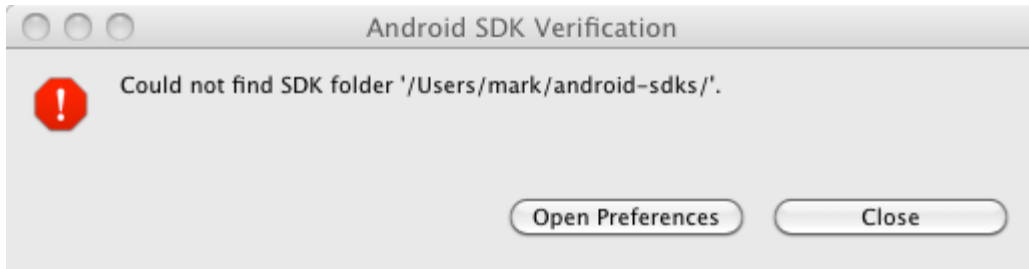 Android SDK Verification
Could not find SDK folder '/Users/mark/android-sdks/'.
Open Preferences Close